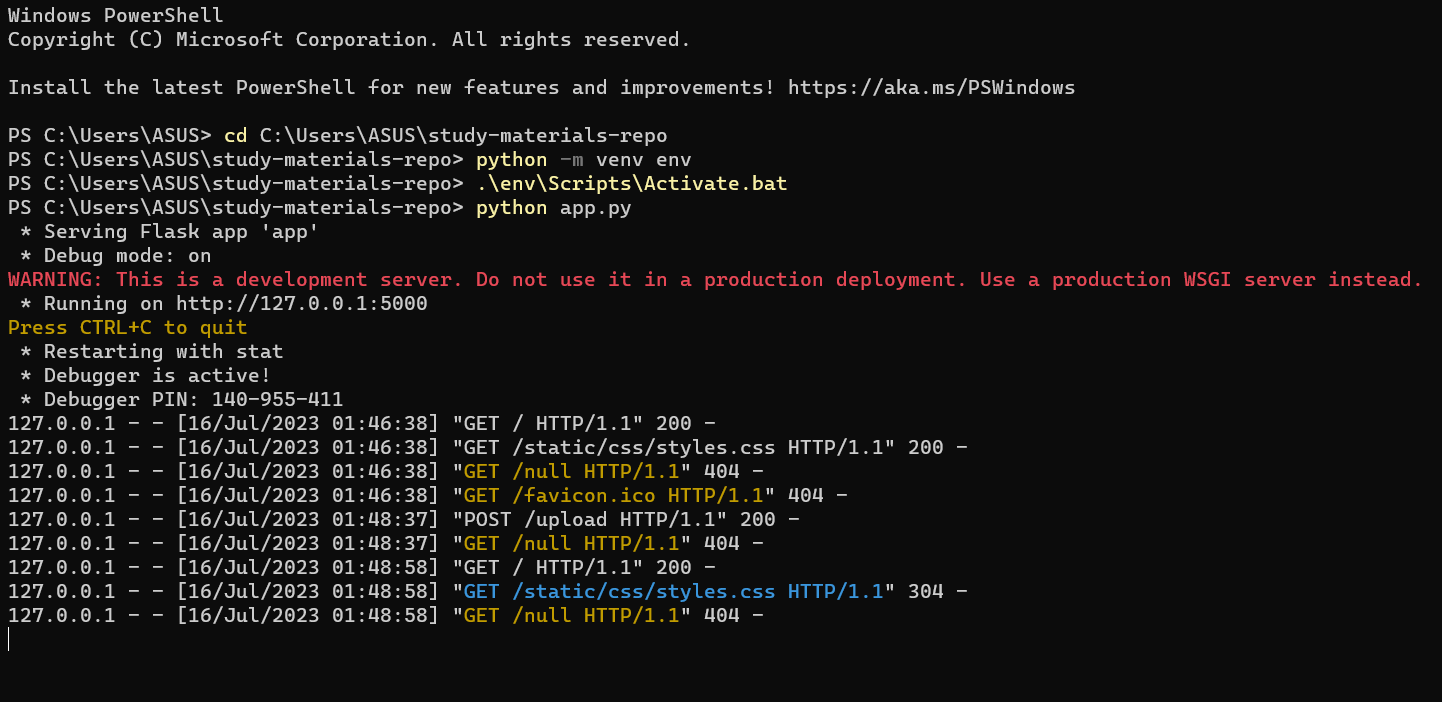 Windows PowerShell
Copyright (C) Microsoft Corporation. All rights reserved.
Install the latest PowerShell for new features and improvements! https://aka.ms/PSWindows
PS C:\Users\ASUS> cd C:\Users\ASUS\study-materials-repo
PS C:\Users\ASUS\study-materials-repo> python -m venv env
PS C:\Users\ASUS\study-materials-repo> .\env\Scripts\Activate.bat
PS C:\Users\ASUS\study-materials-repo> python app.py
 * Serving Flask app 'app'
 * Debug mode: on
WARNING: This is a development server. Do not use it in a production deployment. Use a production WSGI server instead.
 * Running on http://127.0.0.1:5000
Press CTRL+C to quit
 * Restarting with stat
 * Debugger is active!
 * Debugger PIN: 140-955-411
127.0.0.1 - - [16/Jul/2023 01:46:38] "GET / HTTP/1.1" 200 -
127.0.0.1 - - [16/Jul/2023 01:46:38] "GET /static/css/styles.css HTTP/1.1" 200 -
127.0.0.1 - - [16/Jul/2023 01:46:38] "GET /null HTTP/1.1" 404 -
127.0.0.1 - - [16/Jul/2023 01:46:38] "GET /favicon.ico HTTP/1.1" 404 -
127.0.0.1 - - [16/Jul/2023 01:48:37] "POST /upload HTTP/1.1" 200 -
127.0.0.1 - - [16/Jul/2023 01:48:37] "GET /null HTTP/1.1" 404 -
127.0.0.1 - - [16/Jul/2023 01:48:58] "GET / HTTP/1.1" 200 -
127.0.0.1 - - [16/Jul/2023 01:48:58] "GET /static/css/styles.css HTTP/1.1" 304 -
127.0.0.1 - - [16/Jul/2023 01:48:58] "GET /null HTTP/1.1" 404 -